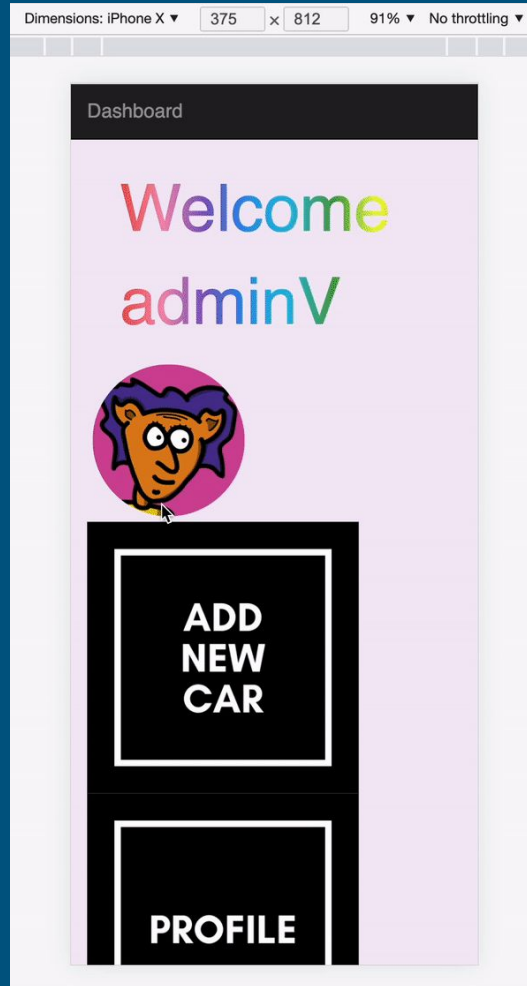 Dimensions: iPhone X ▼ 375 × 812 91% ▼ No throttling ▼
Dashboard
Welcome
adminV
ADD
NEW
CAR
PROFILE